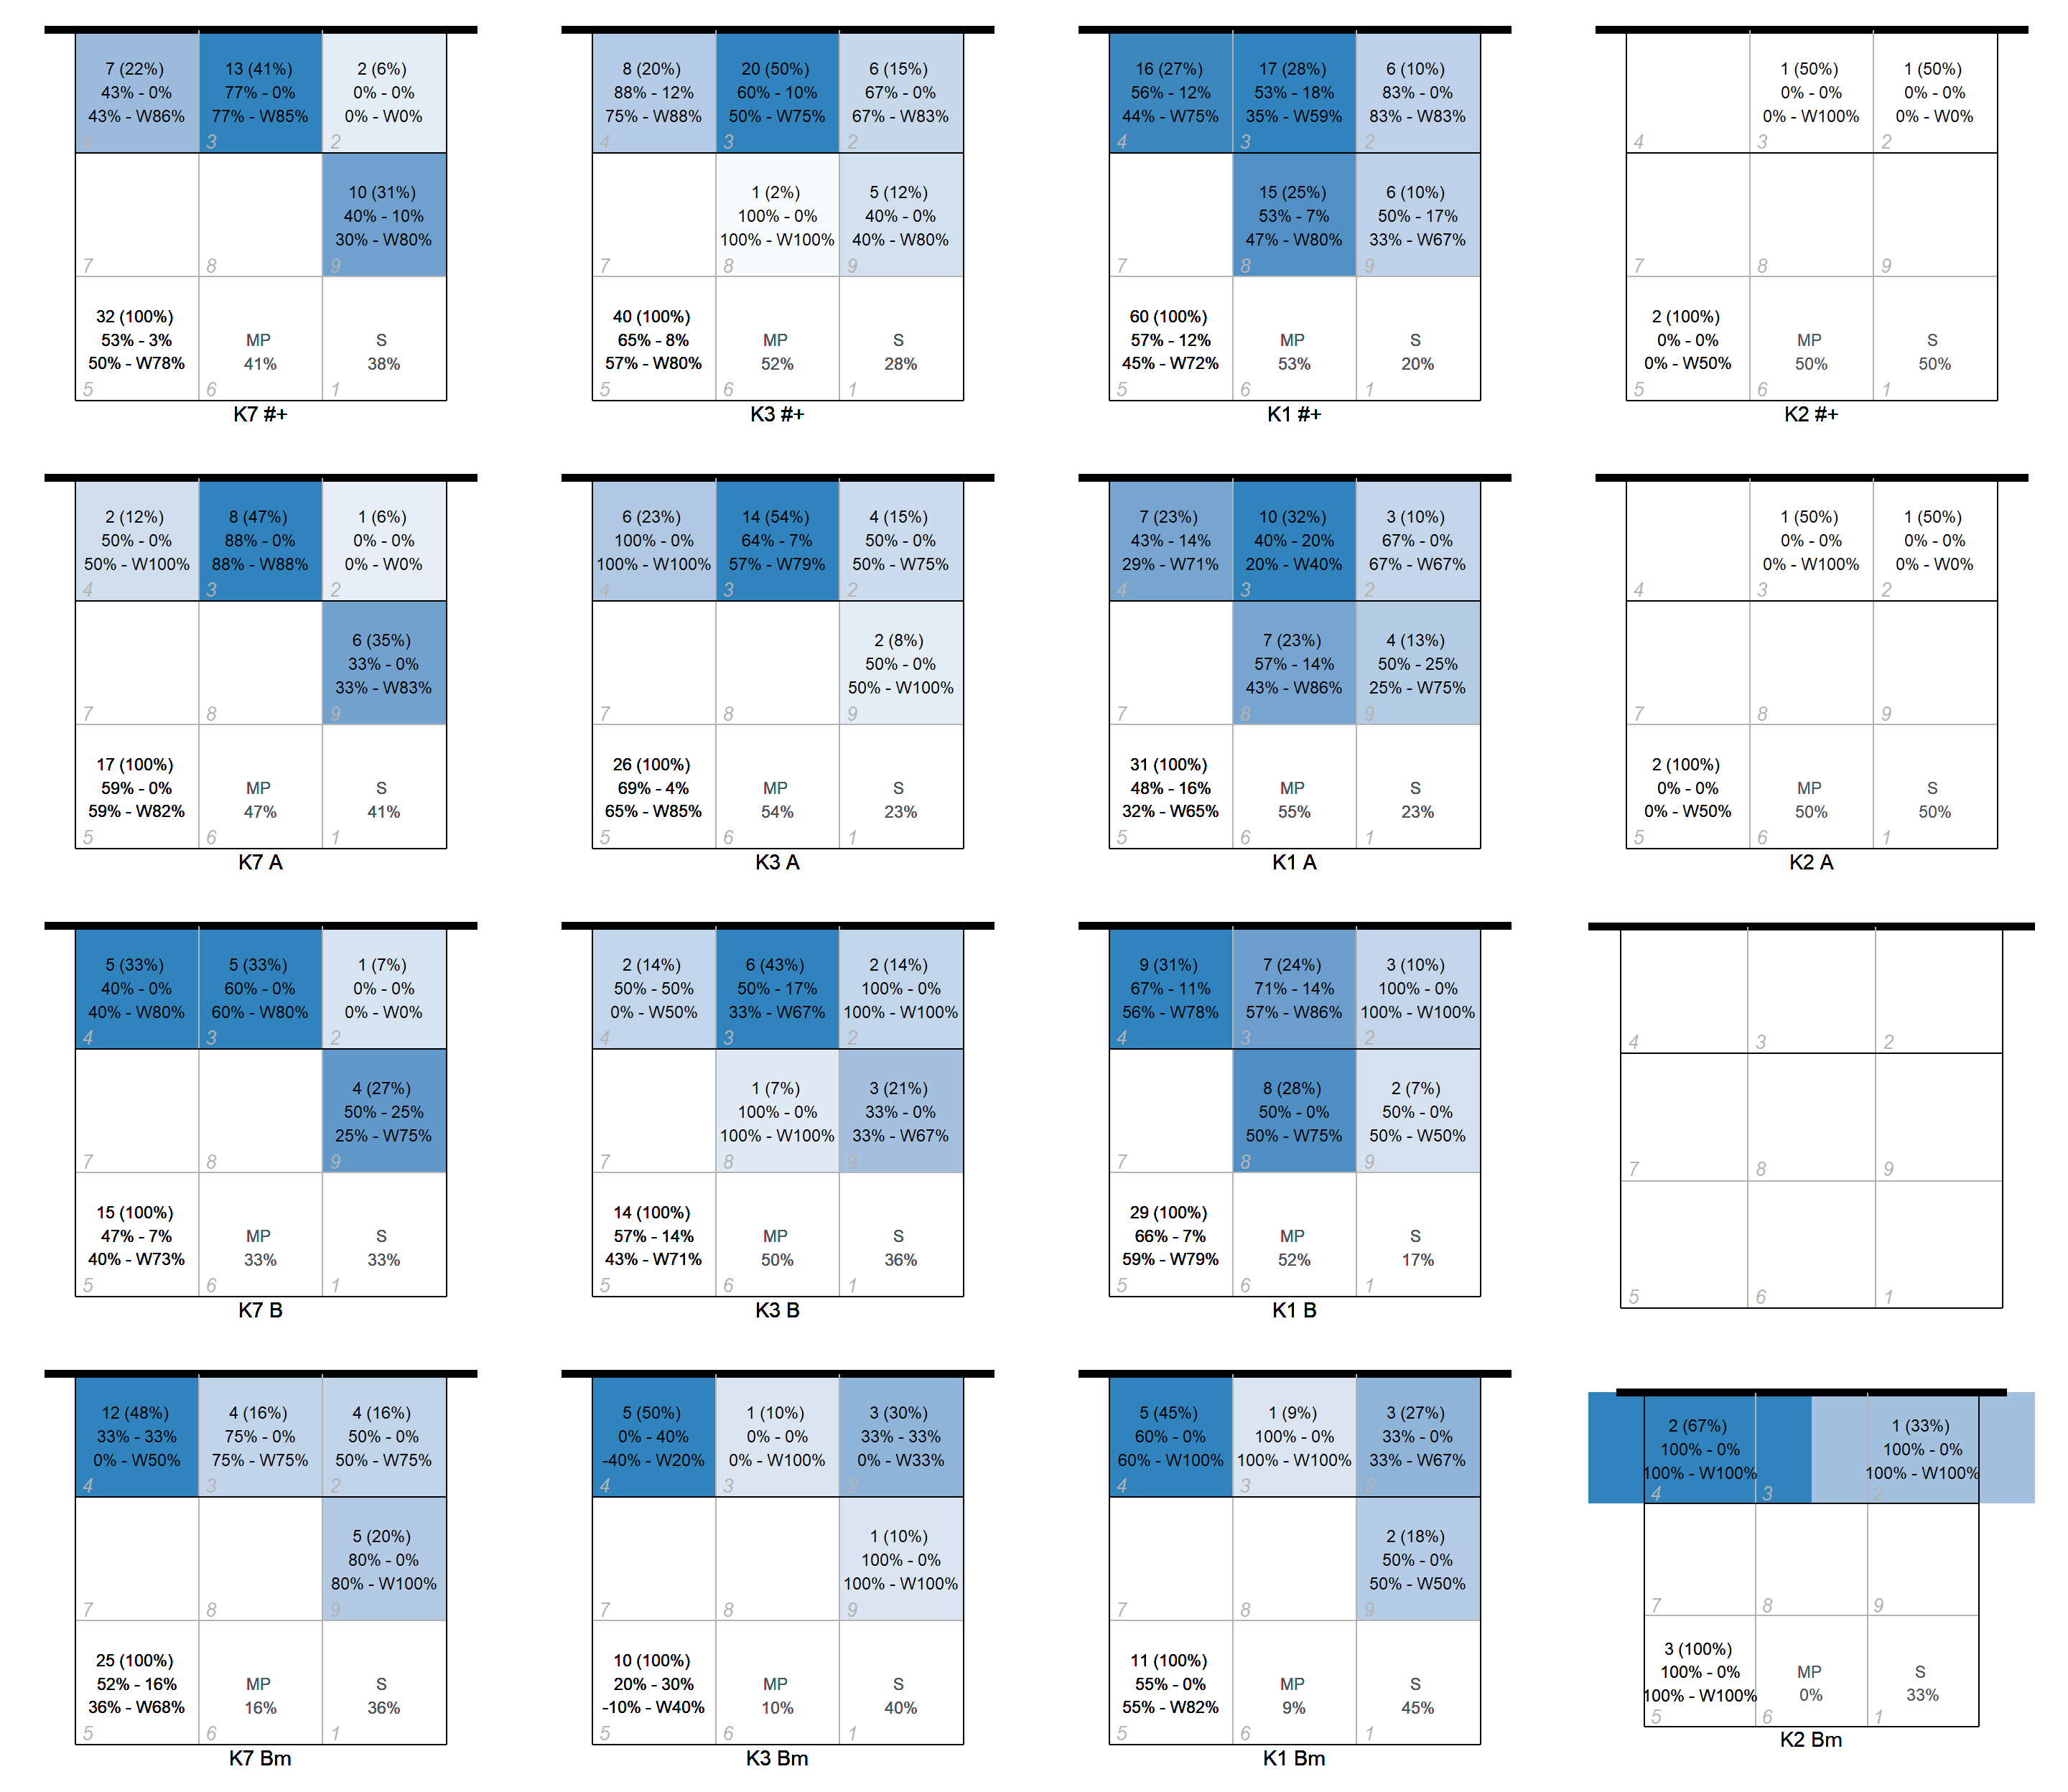 7 (22%)
43% - 0%
43% - W86%
4
13 (41%)
77% - 0%
77% - W85%
3
2 (6%)
0% - 0%
0% - W0%
2
7
8
10 (31%)
40% - 10%
30% - W80%
9
32 (100%)
53% - 3%
50% - W78%
5
MP
41%
6
S
38%
1
K7 #+
8 (20%)
88% - 12%
75% - W88%
4
20 (50%)
60% - 10%
50% - W75%
3
6 (15%)
67% - 0%
67% - W83%
2
7
1 (2%)
100% - 0%
100% - W100%
8
5 (12%)
40% - 0%
40% - W80%
9
40 (100%)
65% - 8%
57% - W80%
5
MP
52%
6
S
28%
1
K3 #+
16 (27%)
56% - 12%
44% - W75%
4
17 (28%)
53% - 18%
35% - W59%
3
6 (10%)
83% - 0%
83% - W83%
2
7
15 (25%)
53% - 7%
47% - W80%
8
6 (10%)
50% - 17%
33% - W67%
9
60 (100%)
57% - 12%
45% - W72%
5
MP
53%
6
S
20%
1
K1 #+
4
1 (50%)
0% - 0%
0% - W100%
3
1 (50%)
0% - 0%
0% - W0%
2
7
8
9
2 (100%)
0% - 0%
0% - W50%
5
MP
50%
6
S
50%
1
K2 #+
2 (12%)
50% - 0%
50% - W100%
4
8 (47%)
88% - 0%
88% - W88%
3
1 (6%)
0% - 0%
0% - W0%
2
7
8
6 (35%)
33% - 0%
33% - W83%
9
17 (100%)
59% - 0%
59% - W82%
5
MP
47%
6
S
41%
1
K7 A
6 (23%)
100% - 0%
100% - W100%
4
14 (54%)
64% - 7%
57% - W79%
3
4 (15%)
50% - 0%
50% - W75%
2
7
8
2 (8%)
50% - 0%
50% - W100%
9
26 (100%)
69% - 4%
65% - W85%
5
MP
54%
6
S
23%
1
K3 A
7 (23%)
43% - 14%
29% - W71%
4
10 (32%)
40% - 20%
20% - W40%
3
3 (10%)
67% - 0%
67% - W67%
2
7
7 (23%)
57% - 14%
43% - W86%
8
4 (13%)
50% - 25%
25% - W75%
9
31 (100%)
48% - 16%
32% - W65%
5
MP
55%
6
S
23%
1
K1 A
4
1 (50%)
0% - 0%
0% - W100%
3
1 (50%)
0% - 0%
0% - W0%
2
7
8
9
2 (100%)
0% - 0%
0% - W50%
5
MP
50%
6
S
50%
1
K2 A
5 (33%)
40% - 0%
40% - W80%
4
5 (33%)
60% - 0%
60% - W80%
3
1 (7%)
0% - 0%
0% - W0%
2
7
8
4 (27%)
50% - 25%
25% - W75%
9
15 (100%)
47% - 7%
40% - W73%
5
MP
33%
6
S
33%
1
K7 B
2 (14%)
50% - 50%
0% - W50%
4
6 (43%)
50% - 17%
33% - W67%
3
2 (14%)
100% - 0%
100% - W100%
2
7
1 (7%)
100% - 0%
100% - W100%
8
3 (21%)
33% - 0%
33% - W67%
9
14 (100%)
57% - 14%
43% - W71%
5
MP
50%
6
S
36%
1
K3 B
9 (31%)
67% - 11%
56% - W78%
4
7 (24%)
71% - 14%
57% - W86%
3
3 (10%)
100% - 0%
100% - W100%
2
7
8 (28%)
50% - 0%
50% - W75%
8
2 (7%)
50% - 0%
50% - W50%
9
29 (100%)
66% - 7%
59% - W79%
5
MP
52%
6
S
17%
1
K1 B
4
3
2
7
8
9
5
6
1
12 (48%)
33% - 33%
0% - W50%
4
4 (16%)
75% - 0%
75% - W75%
3
4 (16%)
50% - 0%
50% - W75%
2
7
8
5 (20%)
80% - 0%
80% - W100%
9
25 (100%)
52% - 16%
36% - W68%
5
MP
16%
6
S
36%
1
K7 Bm
5 (50%)
0% - 40%
-40% - W20%
4
1 (10%)
0% - 0%
0% - W100%
3
3 (30%)
33% - 33%
0% - W33%
2
7
8
1 (10%)
100% - 0%
100% - W100%
9
10 (100%)
20% - 30%
-10% - W40%
5
MP
10%
6
S
40%
1
K3 Bm
5 (45%)
60% - 0%
60% - W100%
4
1 (9%)
100% - 0%
100% - W100%
3
3 (27%)
33% - 0%
33% - W67%
2
7
8
2 (18%)
50% - 0%
50% - W50%
9
11 (100%)
55% - 0%
55% - W82%
5
MP
9%
6
S
45%
1
K1 Bm
2 (67%)
100% - 0%
100% - W100%
4
3
1 (33%)
100% - 0%
100% - W100%
2
7
8
9
3 (100%)
100% - 0%
100% - W100%
5
MP
0%
6
S
33%
1
K2 Bm